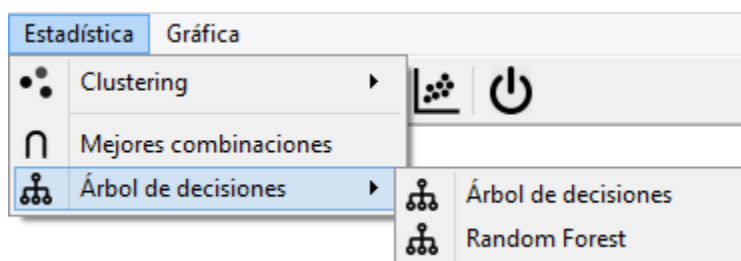 Estadística Gráfica
Clustering
Mejores combinaciones
Árbol de decisiones
Árbol de decisiones
Random Forest